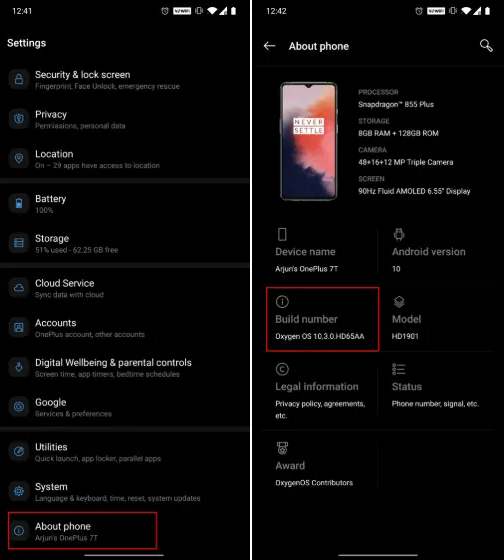 12:41
VoWiFi
Settings
Security & lock screen
Fingerprint, Face Unlock, emergency rescue
Privacy
Permissions, personal data
Location
On – 29 apps have access to location
Battery
100%
Storage
51% used - 62.25 GB free
Cloud Service
Sync data with cloud
Accounts
OnePlus account, other accounts
Digital Wellbeing & parental controls
Screen time, app timers, bedtime schedules
Google
Services & preferences
Utilities
Quick launch, app locker, parallel apps
System
Language & keyboard, time, reset, system updates
About phone
Arjun's OnePlus 7T
12:42
VoWiFi
About phone
NEVER
SETTLE
PROCESSOR
Snapdragon™ 855 Plus
STORAGE
8GB RAM + 128GB ROM
CAMERA
48+16+12 MP Triple Camera
SCREEN
90Hz Fluid AMOLED 6.55" Display
Device name
Arjun's OnePlus 7T
Android version
10
Build number
Oxygen OS 10.3.0.HD65AA
Model
HD1901
Legal information
Privacy policy, agreements,
etc.
Status
Phone number, signal, etc.
Award
OxygenOS Contributors